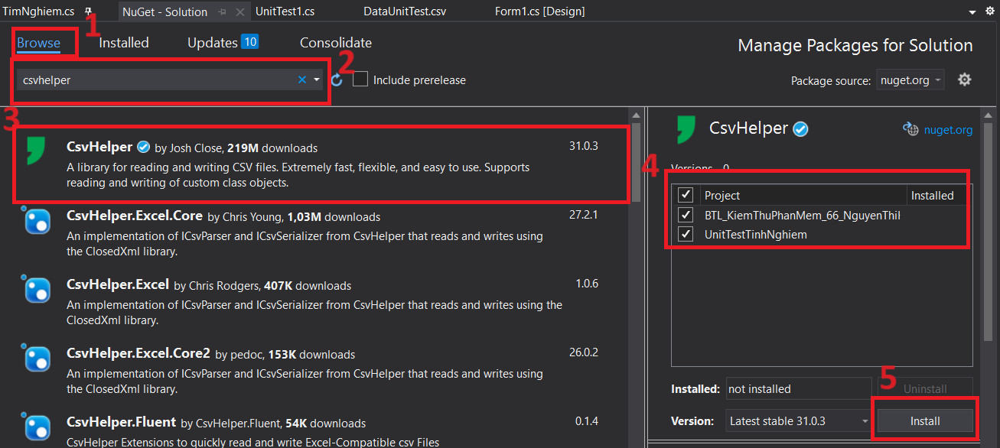 TimNghiem.cs
NuGet - Solution
UnitTest1.cs
DataUnitTest.csv
Form1.cs [Design]
1
Browse
Installed
Updates 10
Consolidate
Manage Packages for Solution
2
csvhelper
Include prerelease
Package source: nuget.org
3
CsvHelper by Josh Close, 219M downloads 31.0.3
A library for reading and writing CSV files. Extremely fast, flexible, and easy to use. Supports
reading and writing of custom class objects.
CsvHelper.Excel.Core by Chris Young, 1,03M downloads 27.2.1
An implementation of ICsvParser and ICsvSerializer from CsvHelper that reads and writes using
the ClosedXml library.
CsvHelper.Excel by Chris Rodgers, 407K downloads 1.0.6
An implementation of ICsvParser and ICsvSerializer from CsvHelper that reads and writes using the
ClosedXml library.
CsvHelper.Excel.Core2 by pedoc, 153K downloads 26.0.2
An implementation of ICsvParser and ICsvSerializer from CsvHelper that reads and writes using
the ClosedXml library.
CsvHelper.Fluent by CsvHelper.Fluent, 54K downloads 0.1.4
CsvHelper Extensions to quickly read and write Excel-Compatible csv Files
CsvHelper
nuget.org
4
Versions - 0
Project Installed
BTL_KiemThuPhanMem_66_NguyenThiI
UnitTestTinhNghiem
5
Installed: not installed
Uninstall
Version: Latest stable 31.0.3
Install